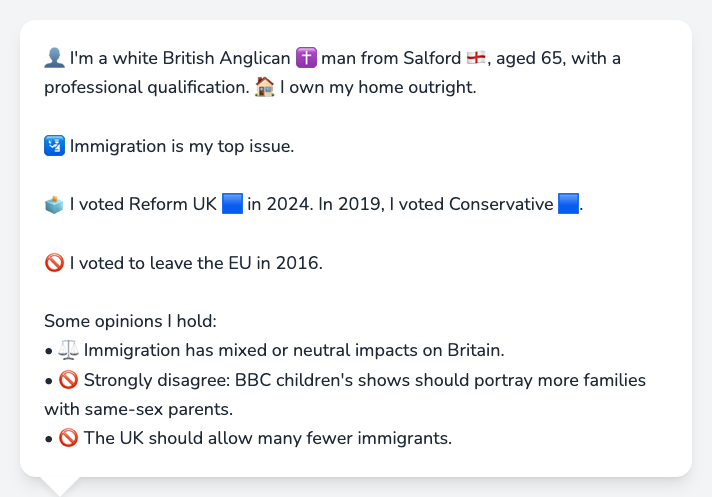 👤 I'm a white British Anglican ✝️ man from Salford 🏴󠁧󠁢󠁥󠁮󠁧󠁿, aged 65, with a
professional qualification. 🏠 I own my home outright.
🛂 Immigration is my top issue.
🗳️ I voted Reform UK 🟦 in 2024. In 2019, I voted Conservative 🟦.
🚫 I voted to leave the EU in 2016.
Some opinions I hold:
• ⚖️ Immigration has mixed or neutral impacts on Britain.
• 🚫 Strongly disagree: BBC children's shows should portray more families
with same-sex parents.
• 🚫 The UK should allow many fewer immigrants.